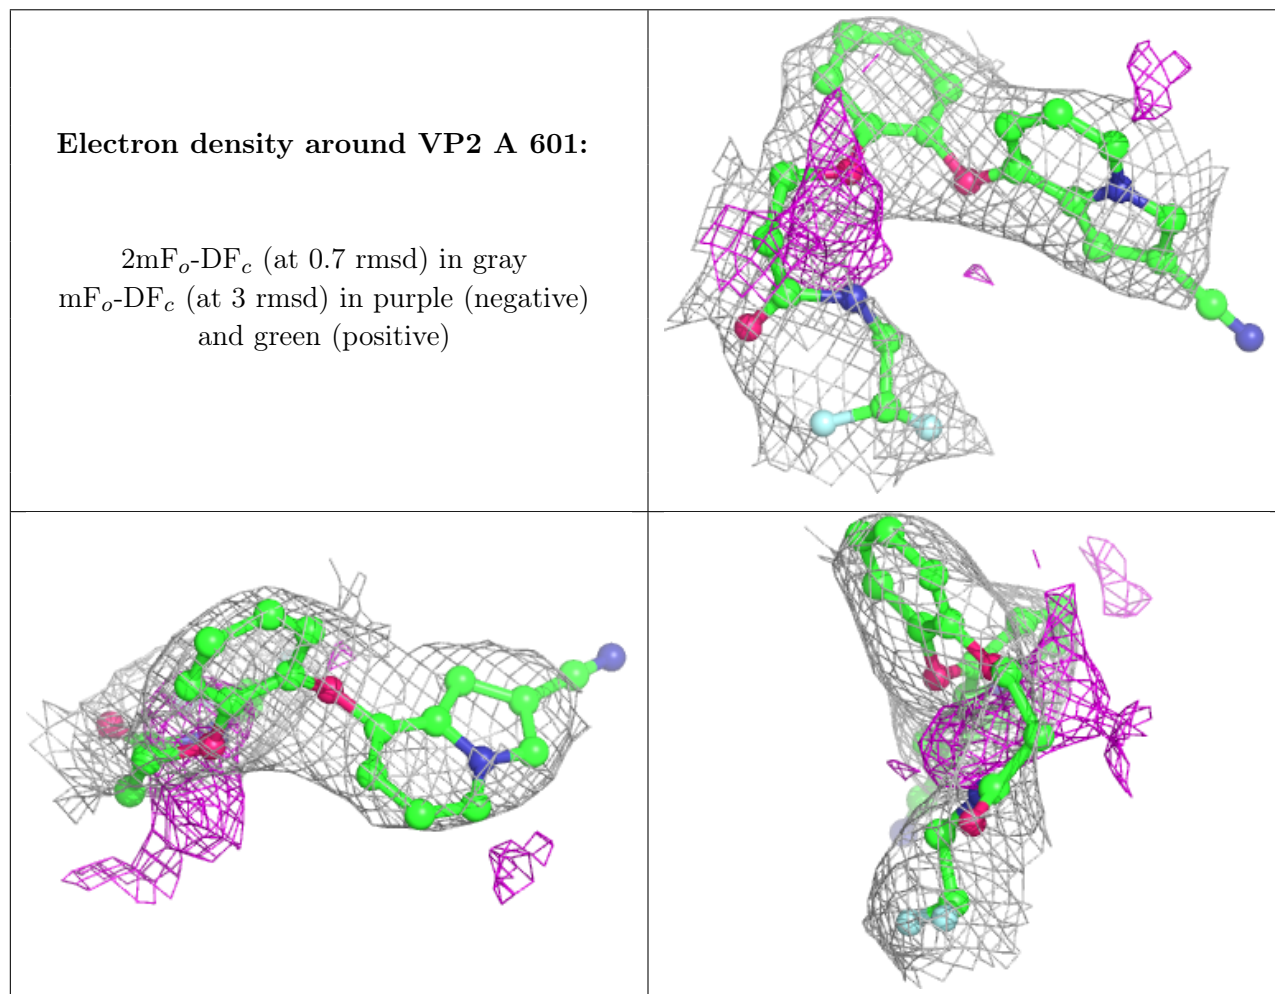 Electron density around VP2 A 601:
2mFo-DFc (at 0.7 rmsd) in gray
mFo-DFc (at 3 rmsd) in purple (negative)
and green (positive)